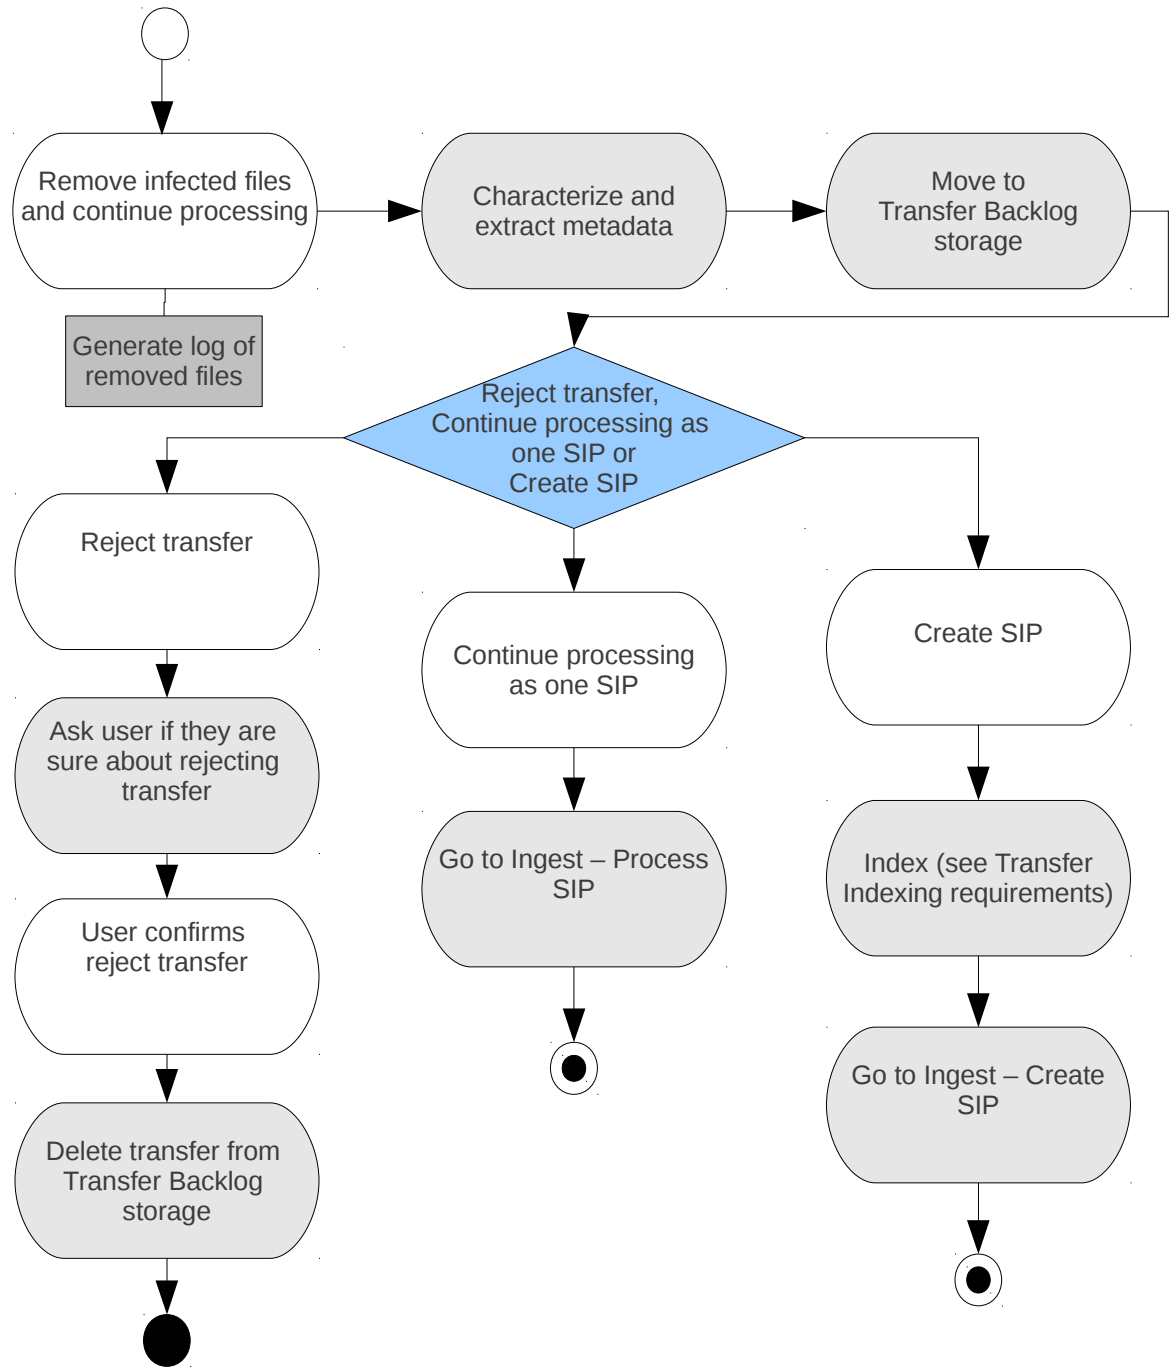 Remove infected files
and continue processing
Characterize and
extract metadata
Move to
Transfer Backlog
storage
Generate log of
removed files
Reject transfer,
Continue processing as
one SIP or
Create SIP
Reject transfer
Continue processing
as one SIP
Create SIP
Ask user if they are
sure about rejecting
transfer
Go to Ingest – Process
SIP
Index (see Transfer
Indexing requirements)
User confirms
reject transfer
Go to Ingest – Create
SIP
Delete transfer from
Transfer Backlog
storage